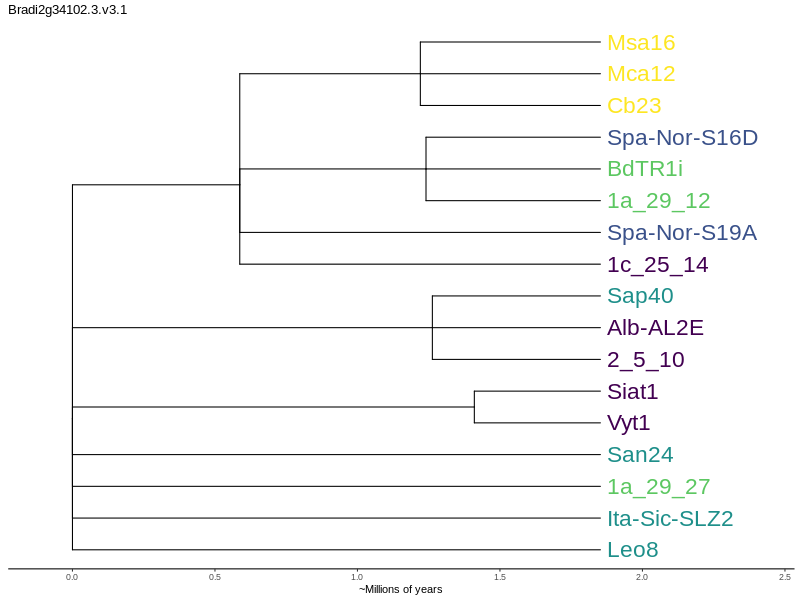 Bradi2g34102.3.v3.1
Msa16
Mca12
Cb23
Spa-Nor-S16D
BdTR1i
1a_29_12
Spa-Nor-S19A
1c_25_14
Sap40
Alb-AL2E
2_5_10
Siat1
Vyt1
San24
1a_29_27
Ita-Sic-SLZ2
Leo8
0.0 0.5 1.0 1.5 2.0 2.5
~Millions of years